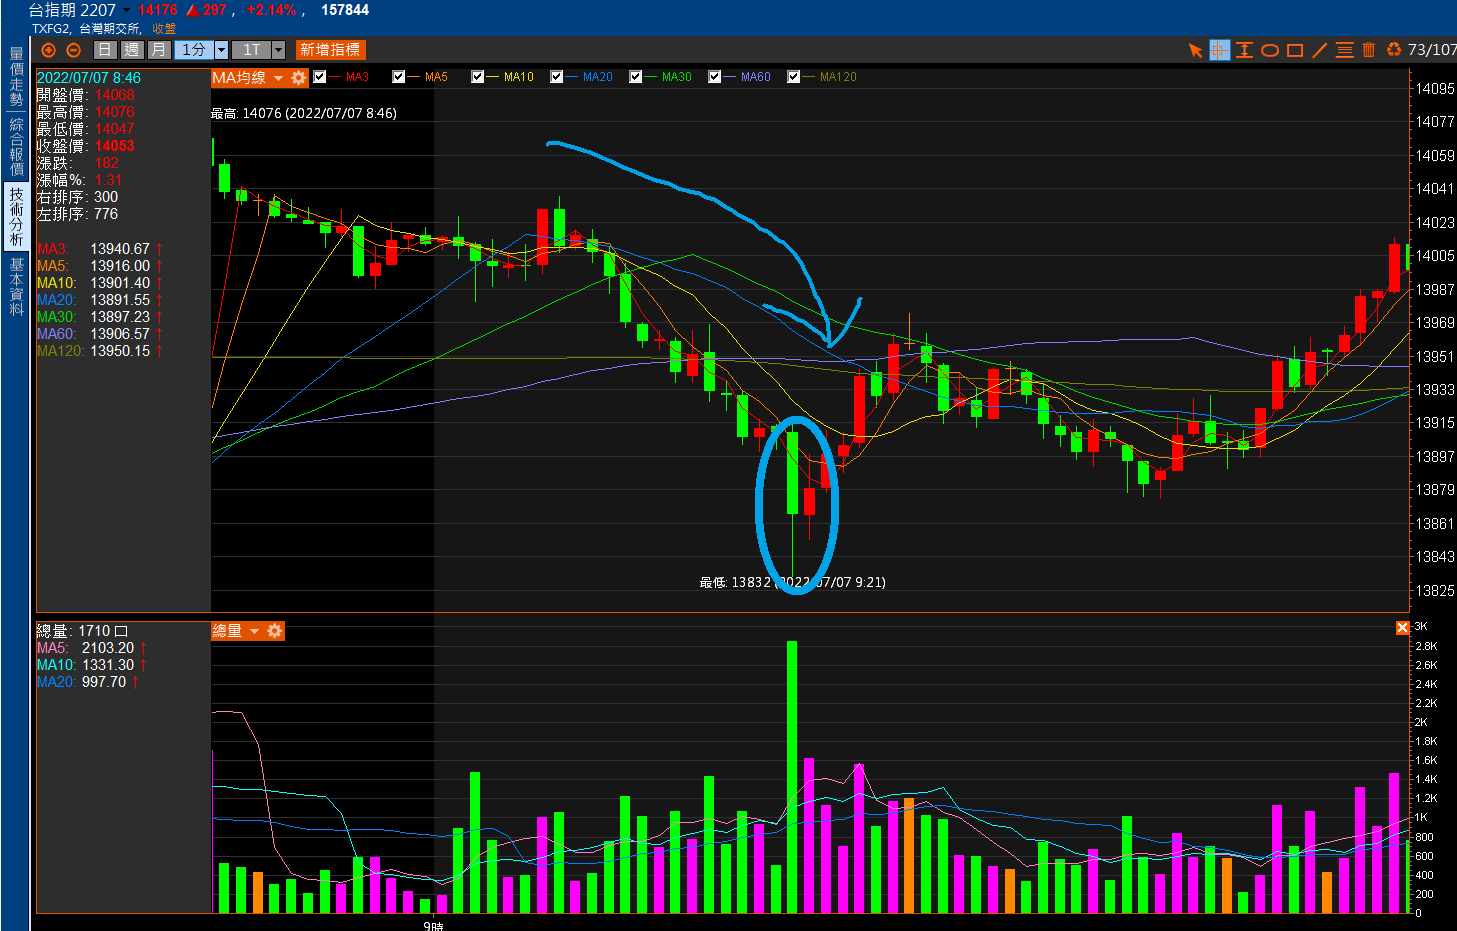 台指期 2207 14176 ▲ 297 , +2.14% , 157844
TXFG2, 台灣期交所, 收盤
量價走勢
綜合報價
技術分析
基本資料
日 週 月 1分 1T 新增指標 73/107
2022/07/07 8:46
開盤價: 14068
最高價: 14076
最低價: 14047
收盤價: 14053
漲跌: 182
漲幅%: 1.31
右排序: 300
左排序: 776
MA3: 13940.67 ↑
MA5: 13916.00 ↑
MA10: 13901.40 ↑
MA20: 13891.55 ↑
MA30: 13897.23 ↑
MA60: 13906.57 ↑
MA120: 13950.15 ↑
MA均線 MA3 MA5 MA10 MA20 MA30 MA60 MA120
最高: 14076 (2022/07/07 8:46)
最低: 13832 (2022/07/07 9:21)
14095
14077
14059
14041
14023
14005
13987
13969
13951
13933
13915
13897
13879
13861
13843
13825
總量: 1710 口
MA5: 2103.20 ↑
MA10: 1331.30 ↑
MA20: 997.70 ↑
總量
3K
2.8K
2.6K
2.4K
2.2K
2K
1.8K
1.6K
1.4K
1.2K
1K
800
600
400
200
0
9時